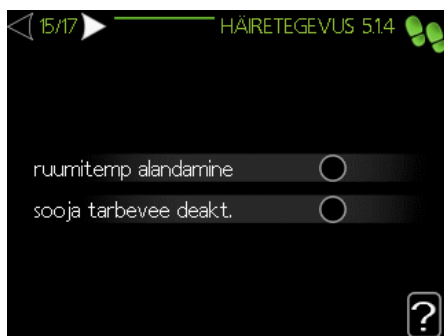 15/17
HÄIRETEGEVUS 5.1.4
ruumitemp alandamine
sooja tarbevee deakt.
?